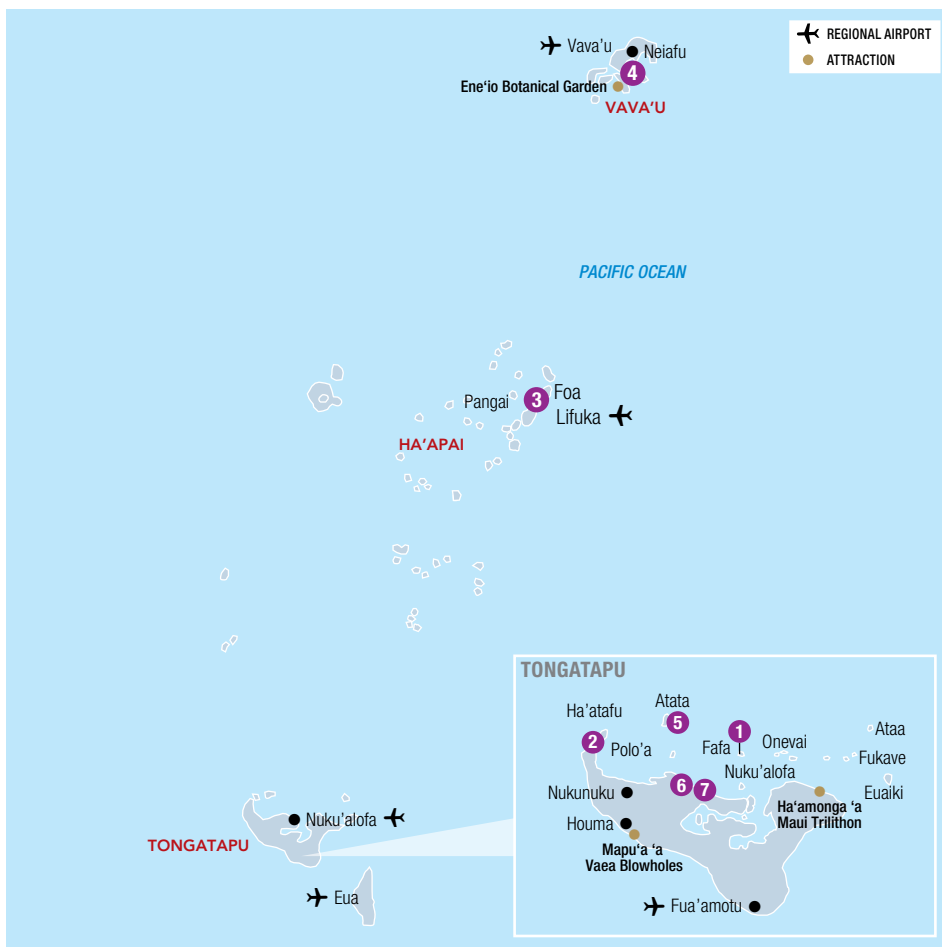 REGIONAL AIRPORT
ATTRACTION
Vava’u
Neiafu
4
Ene‘io Botanical Garden
VAVA’U
PACIFIC OCEAN
Pangai
3
Foa
Lifuka
HA’APAI
TONGATAPU
Nuku’alofa
Eua
TONGATAPU
Atata
Ha’atafu
5
1
Ataa
2
Polo’a
Fafa
Onevai
Fukave
Nuku’alofa
Euaiki
6
7
Nukunuku
Ha‘amonga ‘a
Maui Trilithon
Houma
Mapu‘a ‘a
Vaea Blowholes
Fua’amotu